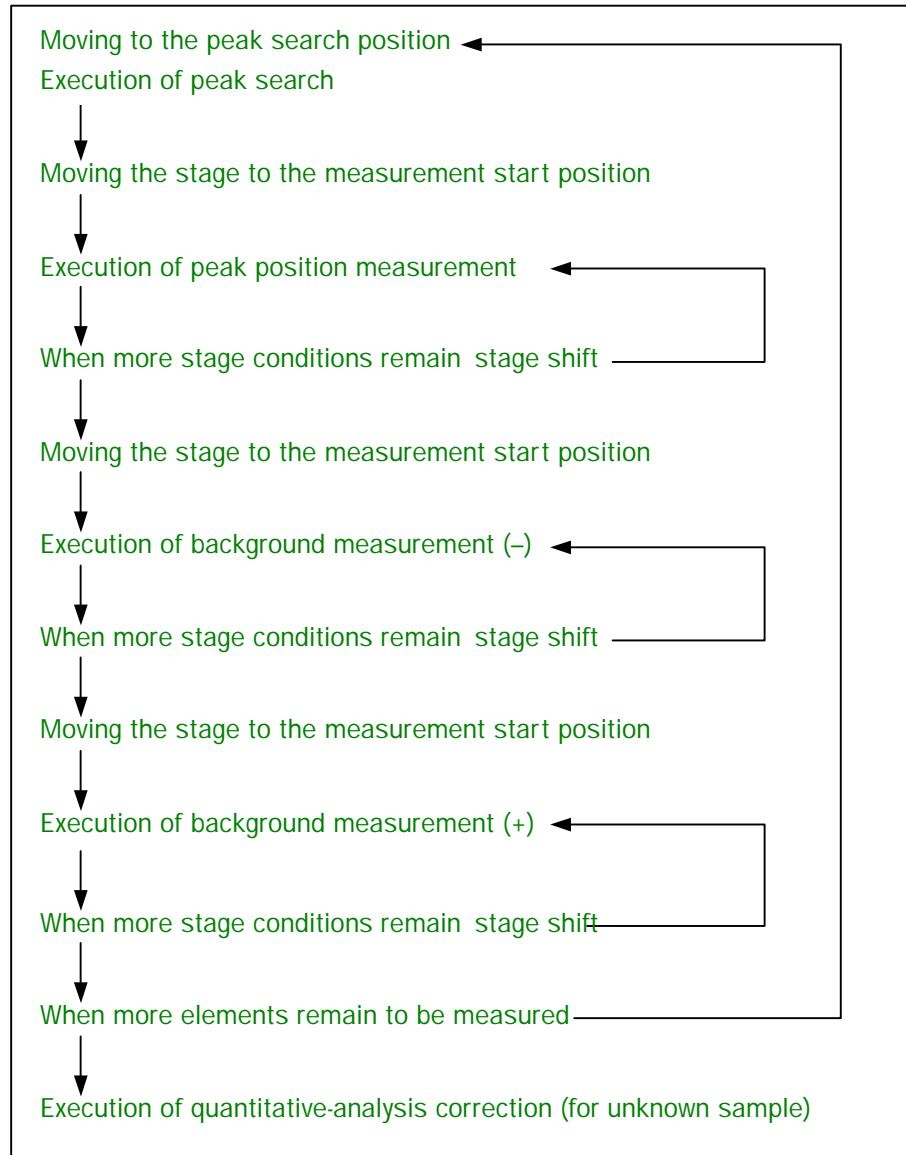 Moving to the peak search position
Execution of peak search
Moving the stage to the measurement start position
Execution of peak position measurement
When more stage conditions remain  stage shift
Moving the stage to the measurement start position
Execution of background measurement (–)
When more stage conditions remain  stage shift
Moving the stage to the measurement start position
Execution of background measurement (+)
When more stage conditions remain  stage shift
When more elements remain to be measured
Execution of quantitative-analysis correction (for unknown sample)